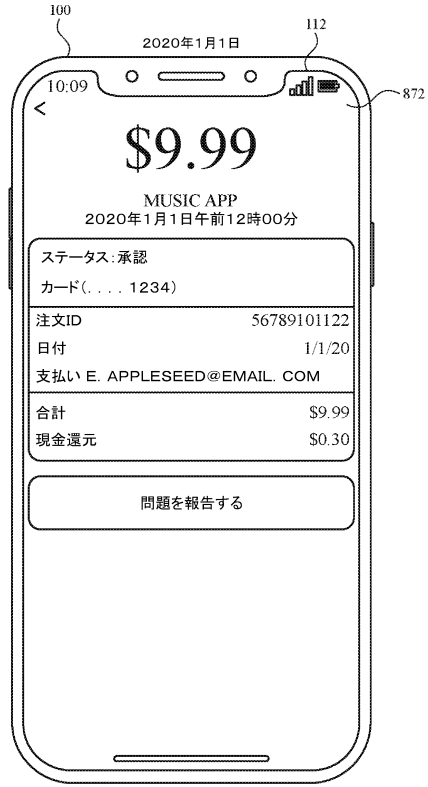 100
2020年1月1日
112
10:09
872
<
$9.99
MUSIC APP
2020年1月1日午前12時00分
ステータス:承認
カード(....1234)
注文ID 56789101122
日付 1/1/20
支払い E. APPLESEED@EMAIL. COM
合計 $9.99
現金還元 $0.30
問題を報告する